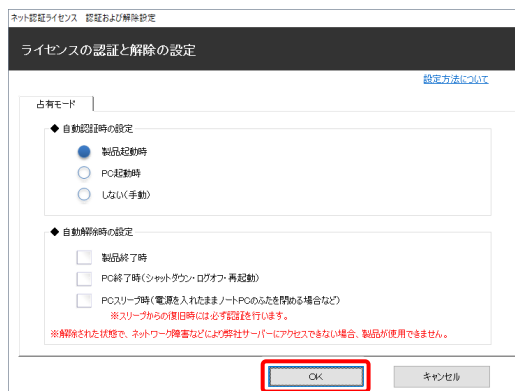 ネット認証ライセンス 認証および解除設定
ライセンスの認証と解除の設定
設定方法について
占有モード
◆ 自動認証時の設定
製品起動時
PC起動時
しない(手動)
◆ 自動解除時の設定
製品終了時
PC終了時(シャットダウン・ログオフ・再起動)
PCスリープ時(電源を入れたままノートPCのふたを閉める場合など)
※スリープからの復旧時には必ず認証を行います。
※解除された状態で、ネットワーク障害などにより弊社サーバーにアクセスできない場合、製品が使用できません。
OK
キャンセル